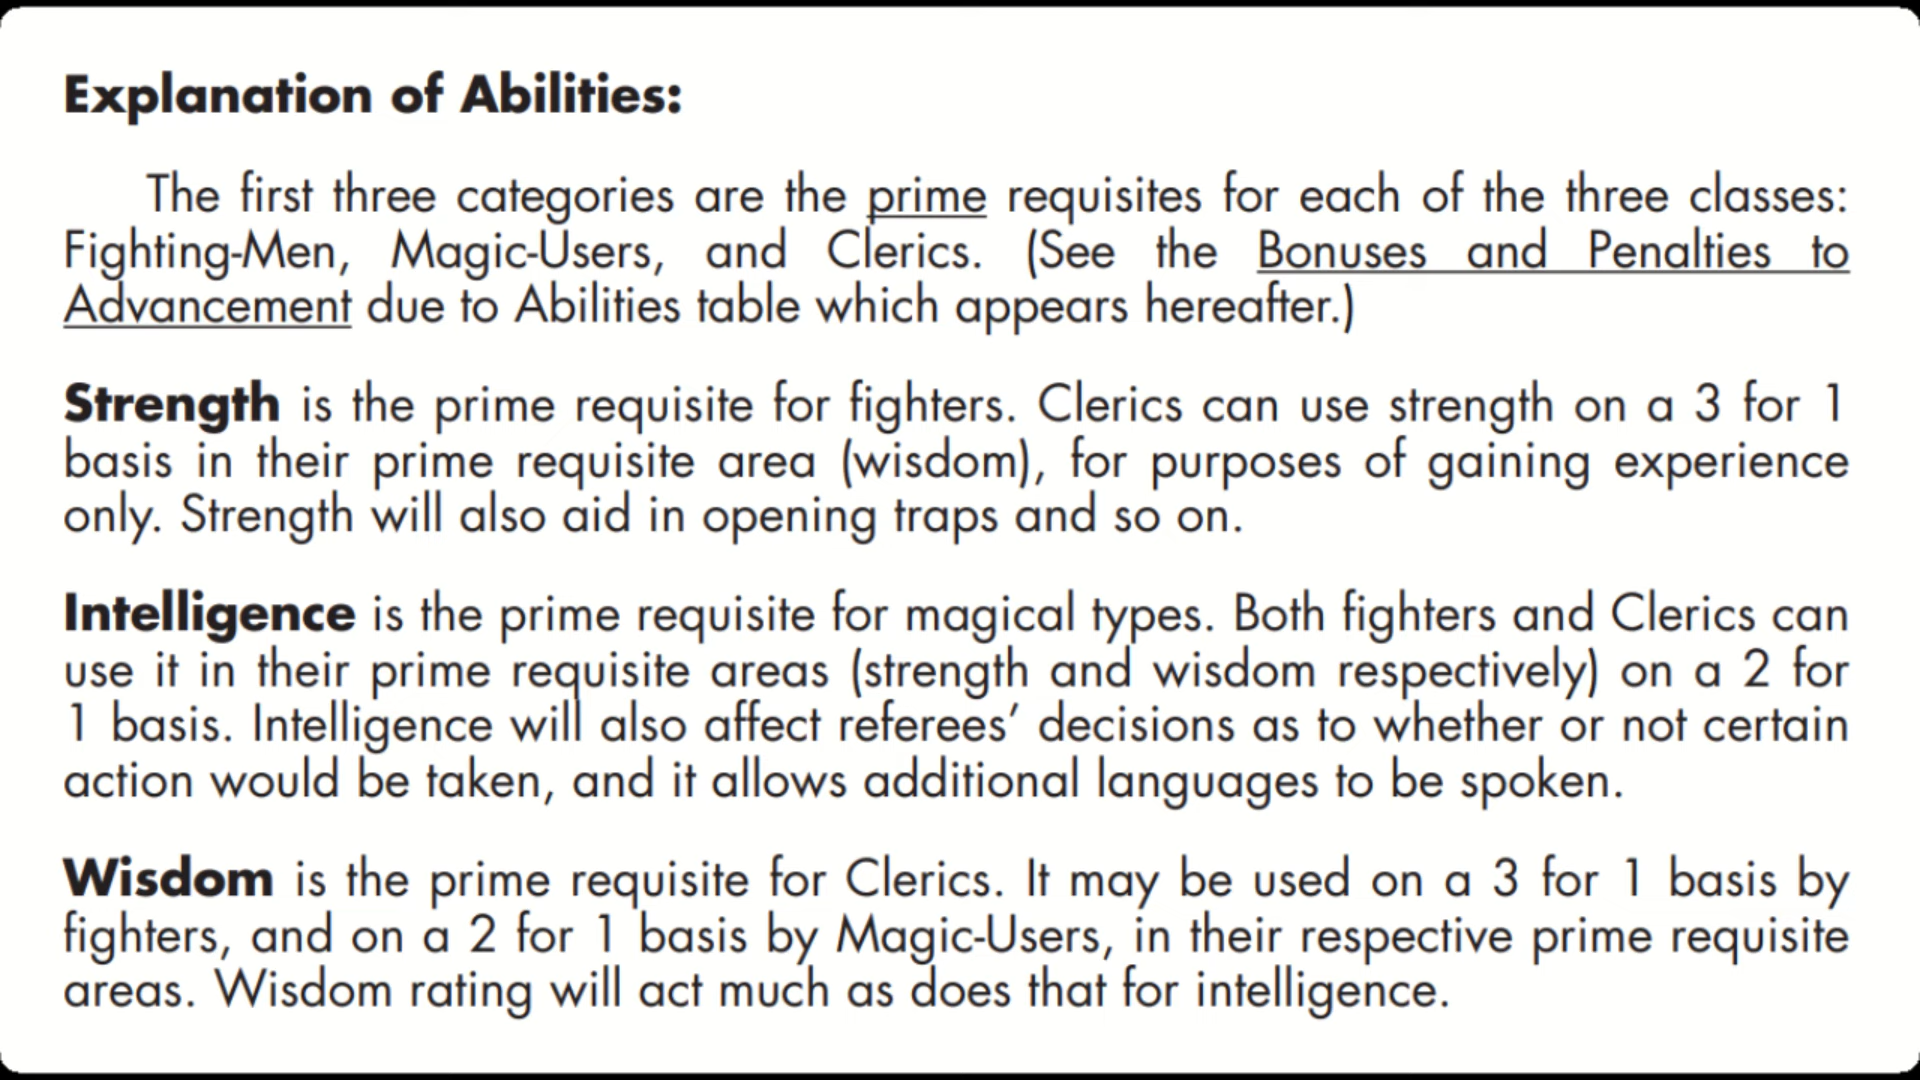 Explanation of Abilities:
The first three categories are the prime requisites for each of the three classes:
Fighting-Men, Magic-Users, and Clerics. (See the Bonuses and Penalties to
Advancement due to Abilities table which appears hereafter.)
Strength is the prime requisite for fighters. Clerics can use strength on a 3 for 1
basis in their prime requisite area (wisdom), for purposes of gaining experience
only. Strength will also aid in opening traps and so on.
Intelligence is the prime requisite for magical types. Both fighters and Clerics can
use it in their prime requisite areas (strength and wisdom respectively) on a 2 for
1 basis. Intelligence will also affect referees’ decisions as to whether or not certain
action would be taken, and it allows additional languages to be spoken.
Wisdom is the prime requisite for Clerics. It may be used on a 3 for 1 basis by
fighters, and on a 2 for 1 basis by Magic-Users, in their respective prime requisite
areas. Wisdom rating will act much as does that for intelligence.